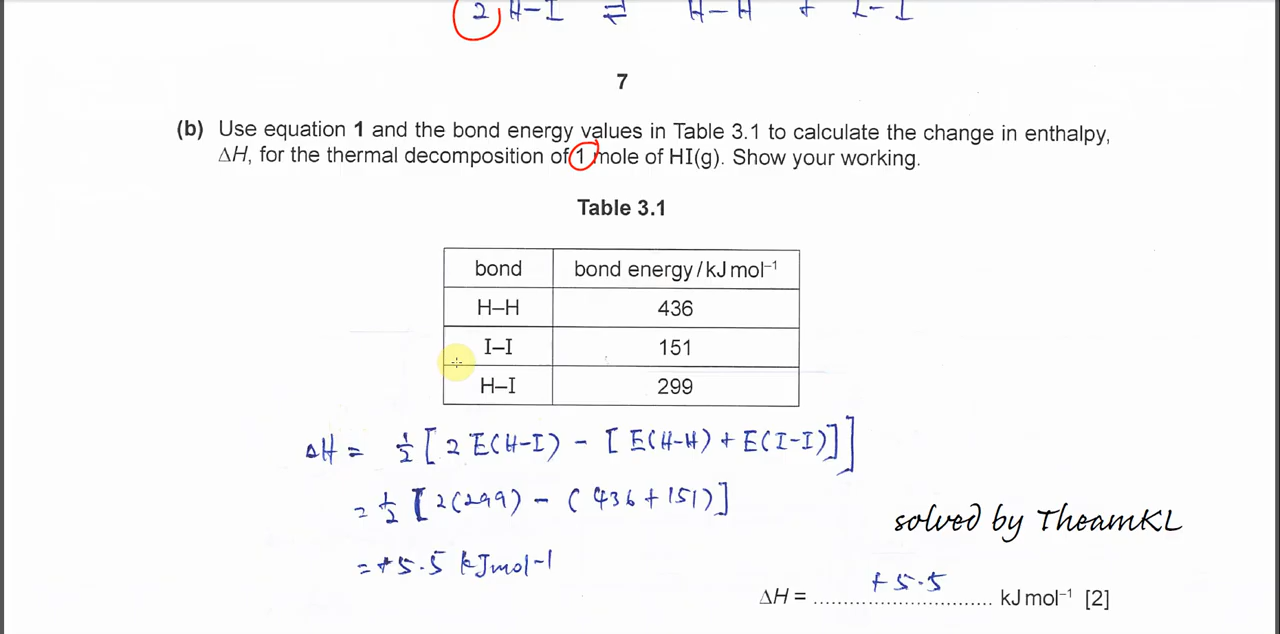 2 H–I ⇌ H–H + I–I
7
(b) Use equation 1 and the bond energy values in Table 3.1 to calculate the change in enthalpy,
ΔH, for the thermal decomposition of 1 mole of HI(g). Show your working.
Table 3.1
bond bond energy / kJ mol⁻¹
H–H 436
I–I 151
H–I 299
ΔH = ½ [ 2 E(H–I) – [ E(H–H) + E(I–I)]]
= ½ [ 2(299) – (436+151)]
= +5.5 kJmol-1
solved by TheamKL
ΔH = +5.5 kJ mol⁻¹ [2]